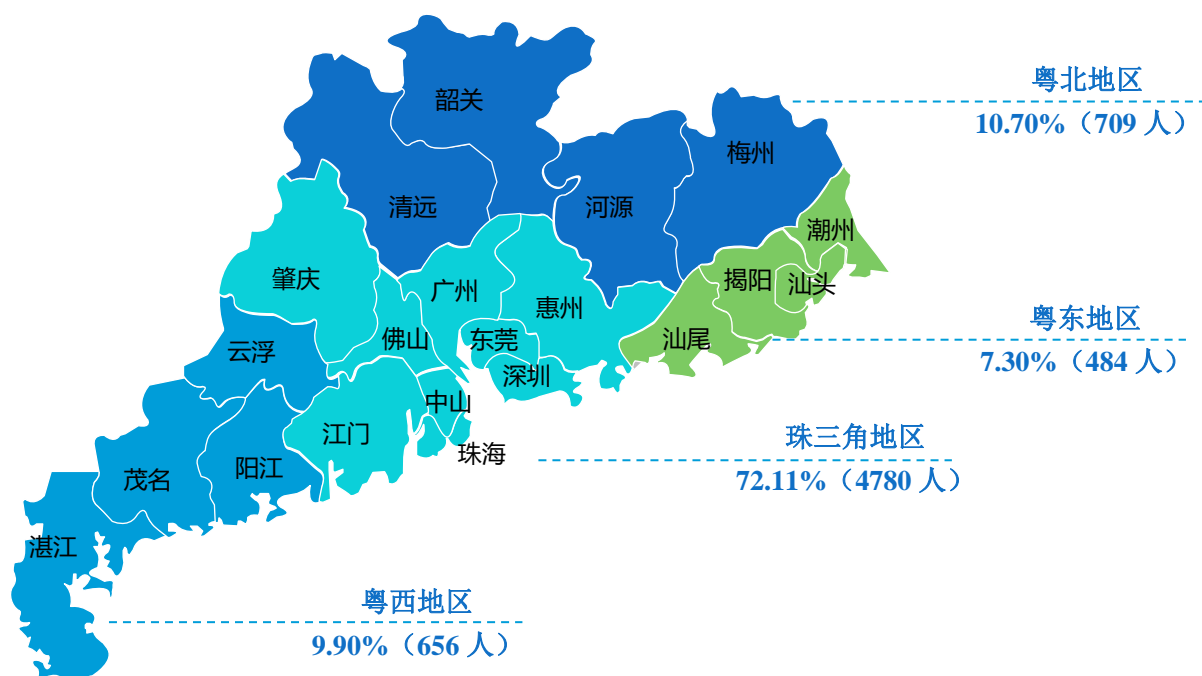 韶关
粤北地区
10.70%（709 人）
梅州
清远
河源
潮州
肇庆
广州
惠州
揭阳
汕头
粤东地区
7.30%（484 人）
云浮
佛山
东莞
汕尾
深圳
中山
江门
珠海
珠三角地区
72.11%（4780 人）
阳江
茂名
湛江
粤西地区
9.90%（656 人）